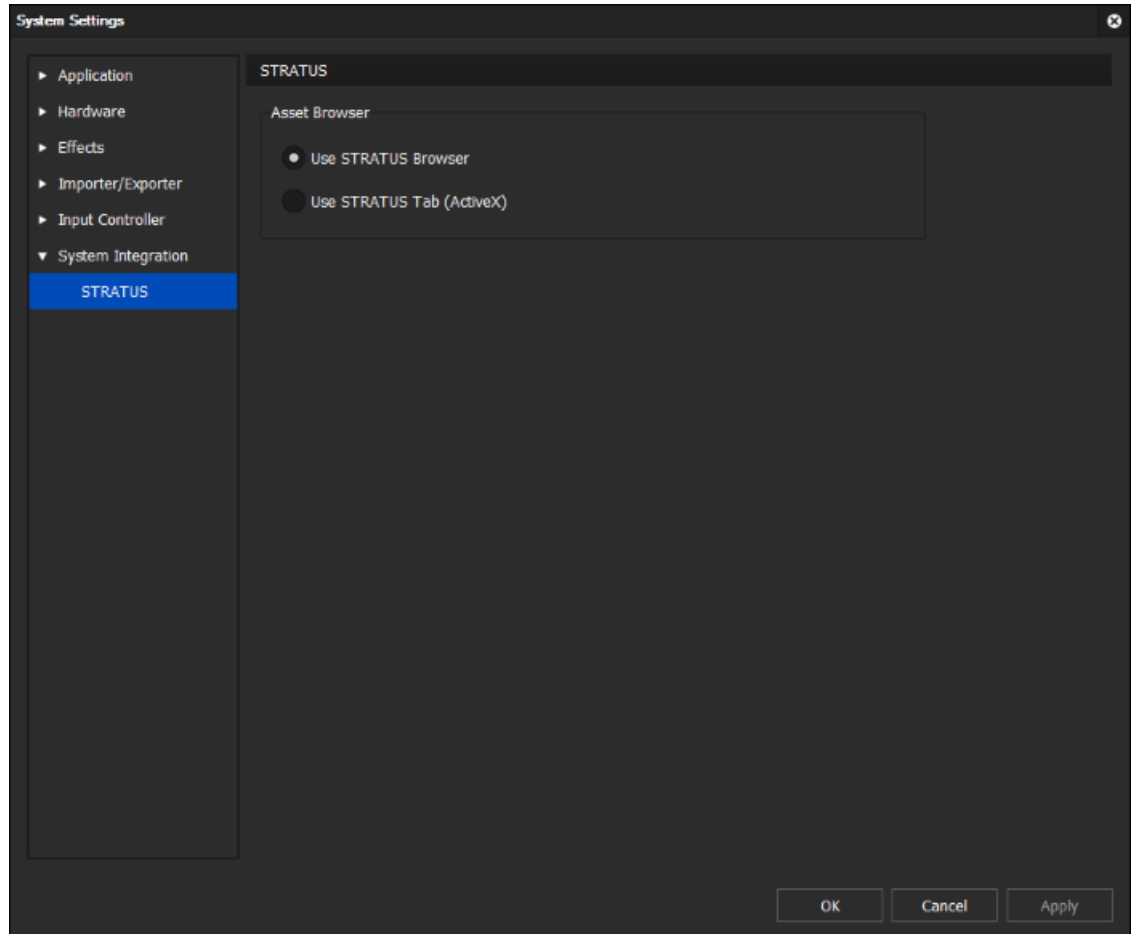 System Settings
Application
Hardware
Effects
Importer/Exporter
Input Controller
System Integration
STRATUS
STRATUS
Asset Browser
Use STRATUS Browser
Use STRATUS Tab (ActiveX)
OK
Cancel
Apply